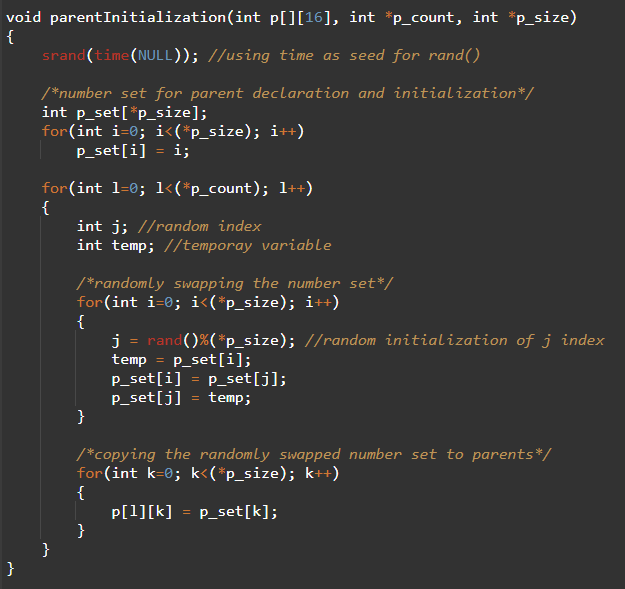 void parentInitialization(int p[][16], int *p_count, int *p_size)
{
    srand(time(NULL)); //using time as seed for rand()

    /*number set for parent declaration and initialization*/
    int p_set[*p_size];
    for(int i=0; i<(*p_size); i++)
        p_set[i] = i;

    for(int l=0; l<(*p_count); l++)
    {
        int j; //random index
        int temp; //temporay variable

        /*randomly swapping the number set*/
        for(int i=0; i<(*p_size); i++)
        {
            j = rand()%(*p_size); //random initialization of j index
            temp = p_set[i];
            p_set[i] = p_set[j];
            p_set[j] = temp;
        }

        /*copying the randomly swapped number set to parents*/
        for(int k=0; k<(*p_size); k++)
        {
            p[l][k] = p_set[k];
        }
    }
}